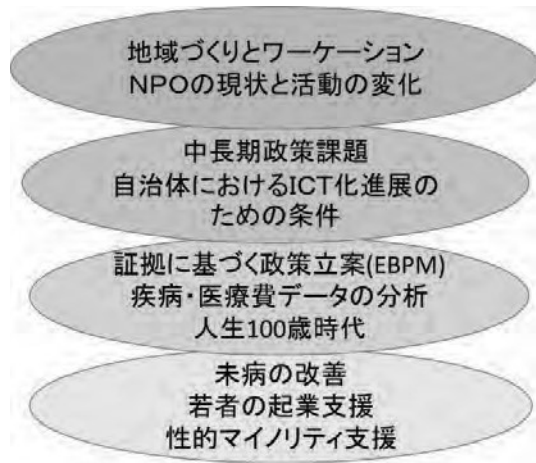 地域づくりとワーケーション
NPOの現状と活動の変化
中長期政策課題
自治体におけるICT化進展の
ための条件
証拠に基づく政策立案(EBPM)
疾病・医療費データの分析
人生100歳時代
未病の改善
若者の起業支援
性的マイノリティ支援